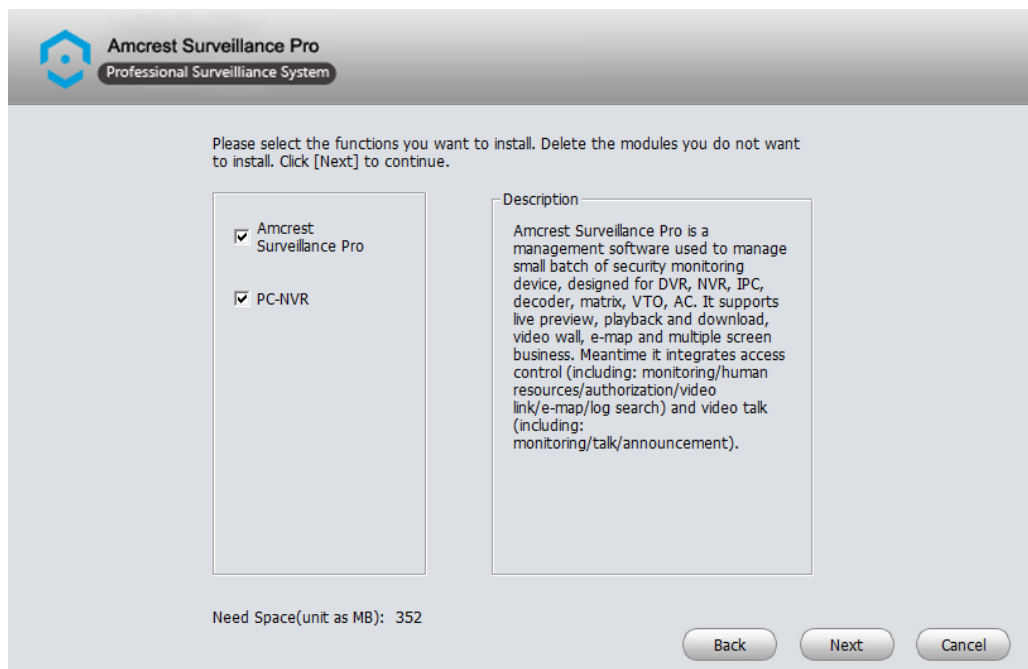 Amcrest Surveillance Pro
Professional Surveilliance System
Please select the functions you want to install. Delete the modules you do not want
to install. Click [Next] to continue.
Amcrest
Surveillance Pro
PC-NVR
Description
Amcrest Surveillance Pro is a
management software used to manage
small batch of security monitoring
device, designed for DVR, NVR, IPC,
decoder, matrix, VTO, AC. It supports
live preview, playback and download,
video wall, e-map and multiple screen
business. Meantime it integrates access
control (including: monitoring/human
resources/authorization/video
link/e-map/log search) and video talk
(including:
monitoring/talk/announcement).
Need Space(unit as MB): 352
Back
Next
Cancel